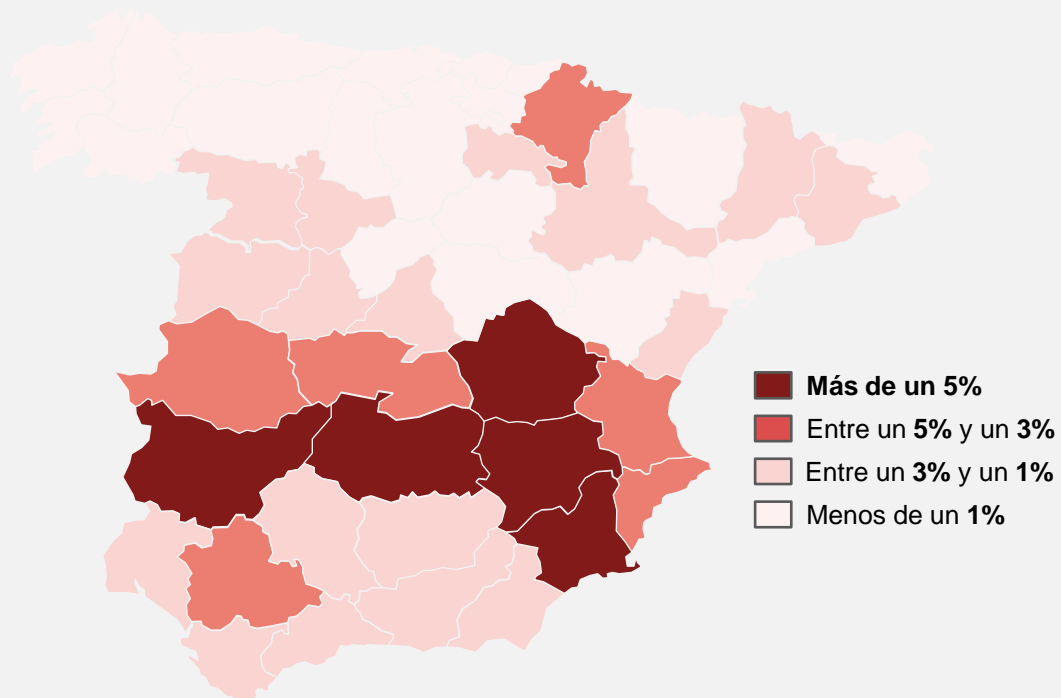 Más de un 5%
Entre un 5% y un 3%
Entre un 3% y un 1%
Menos de un 1%